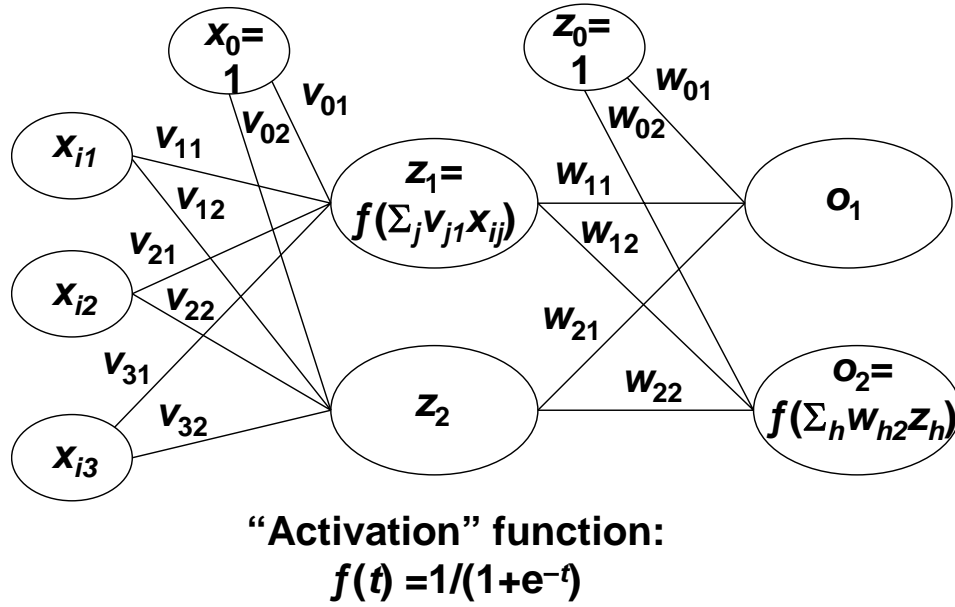 x₀=
1
z₀=
1
v₀₁
v₀₂
w₀₁
w₀₂
xᵢ₁
v₁₁
v₁₂
z₁=
f(Σⱼvⱼ₁xᵢⱼ)
w₁₁
w₁₂
o₁
v₂₁
xᵢ₂
v₂₂
w₂₁
v₃₁
xᵢ₃
v₃₂
z₂
w₂₂
o₂=
f(Σₕwₕ₂zₕ)
“Activation” function:
f(t) =1/(1+e⁻ᵗ)